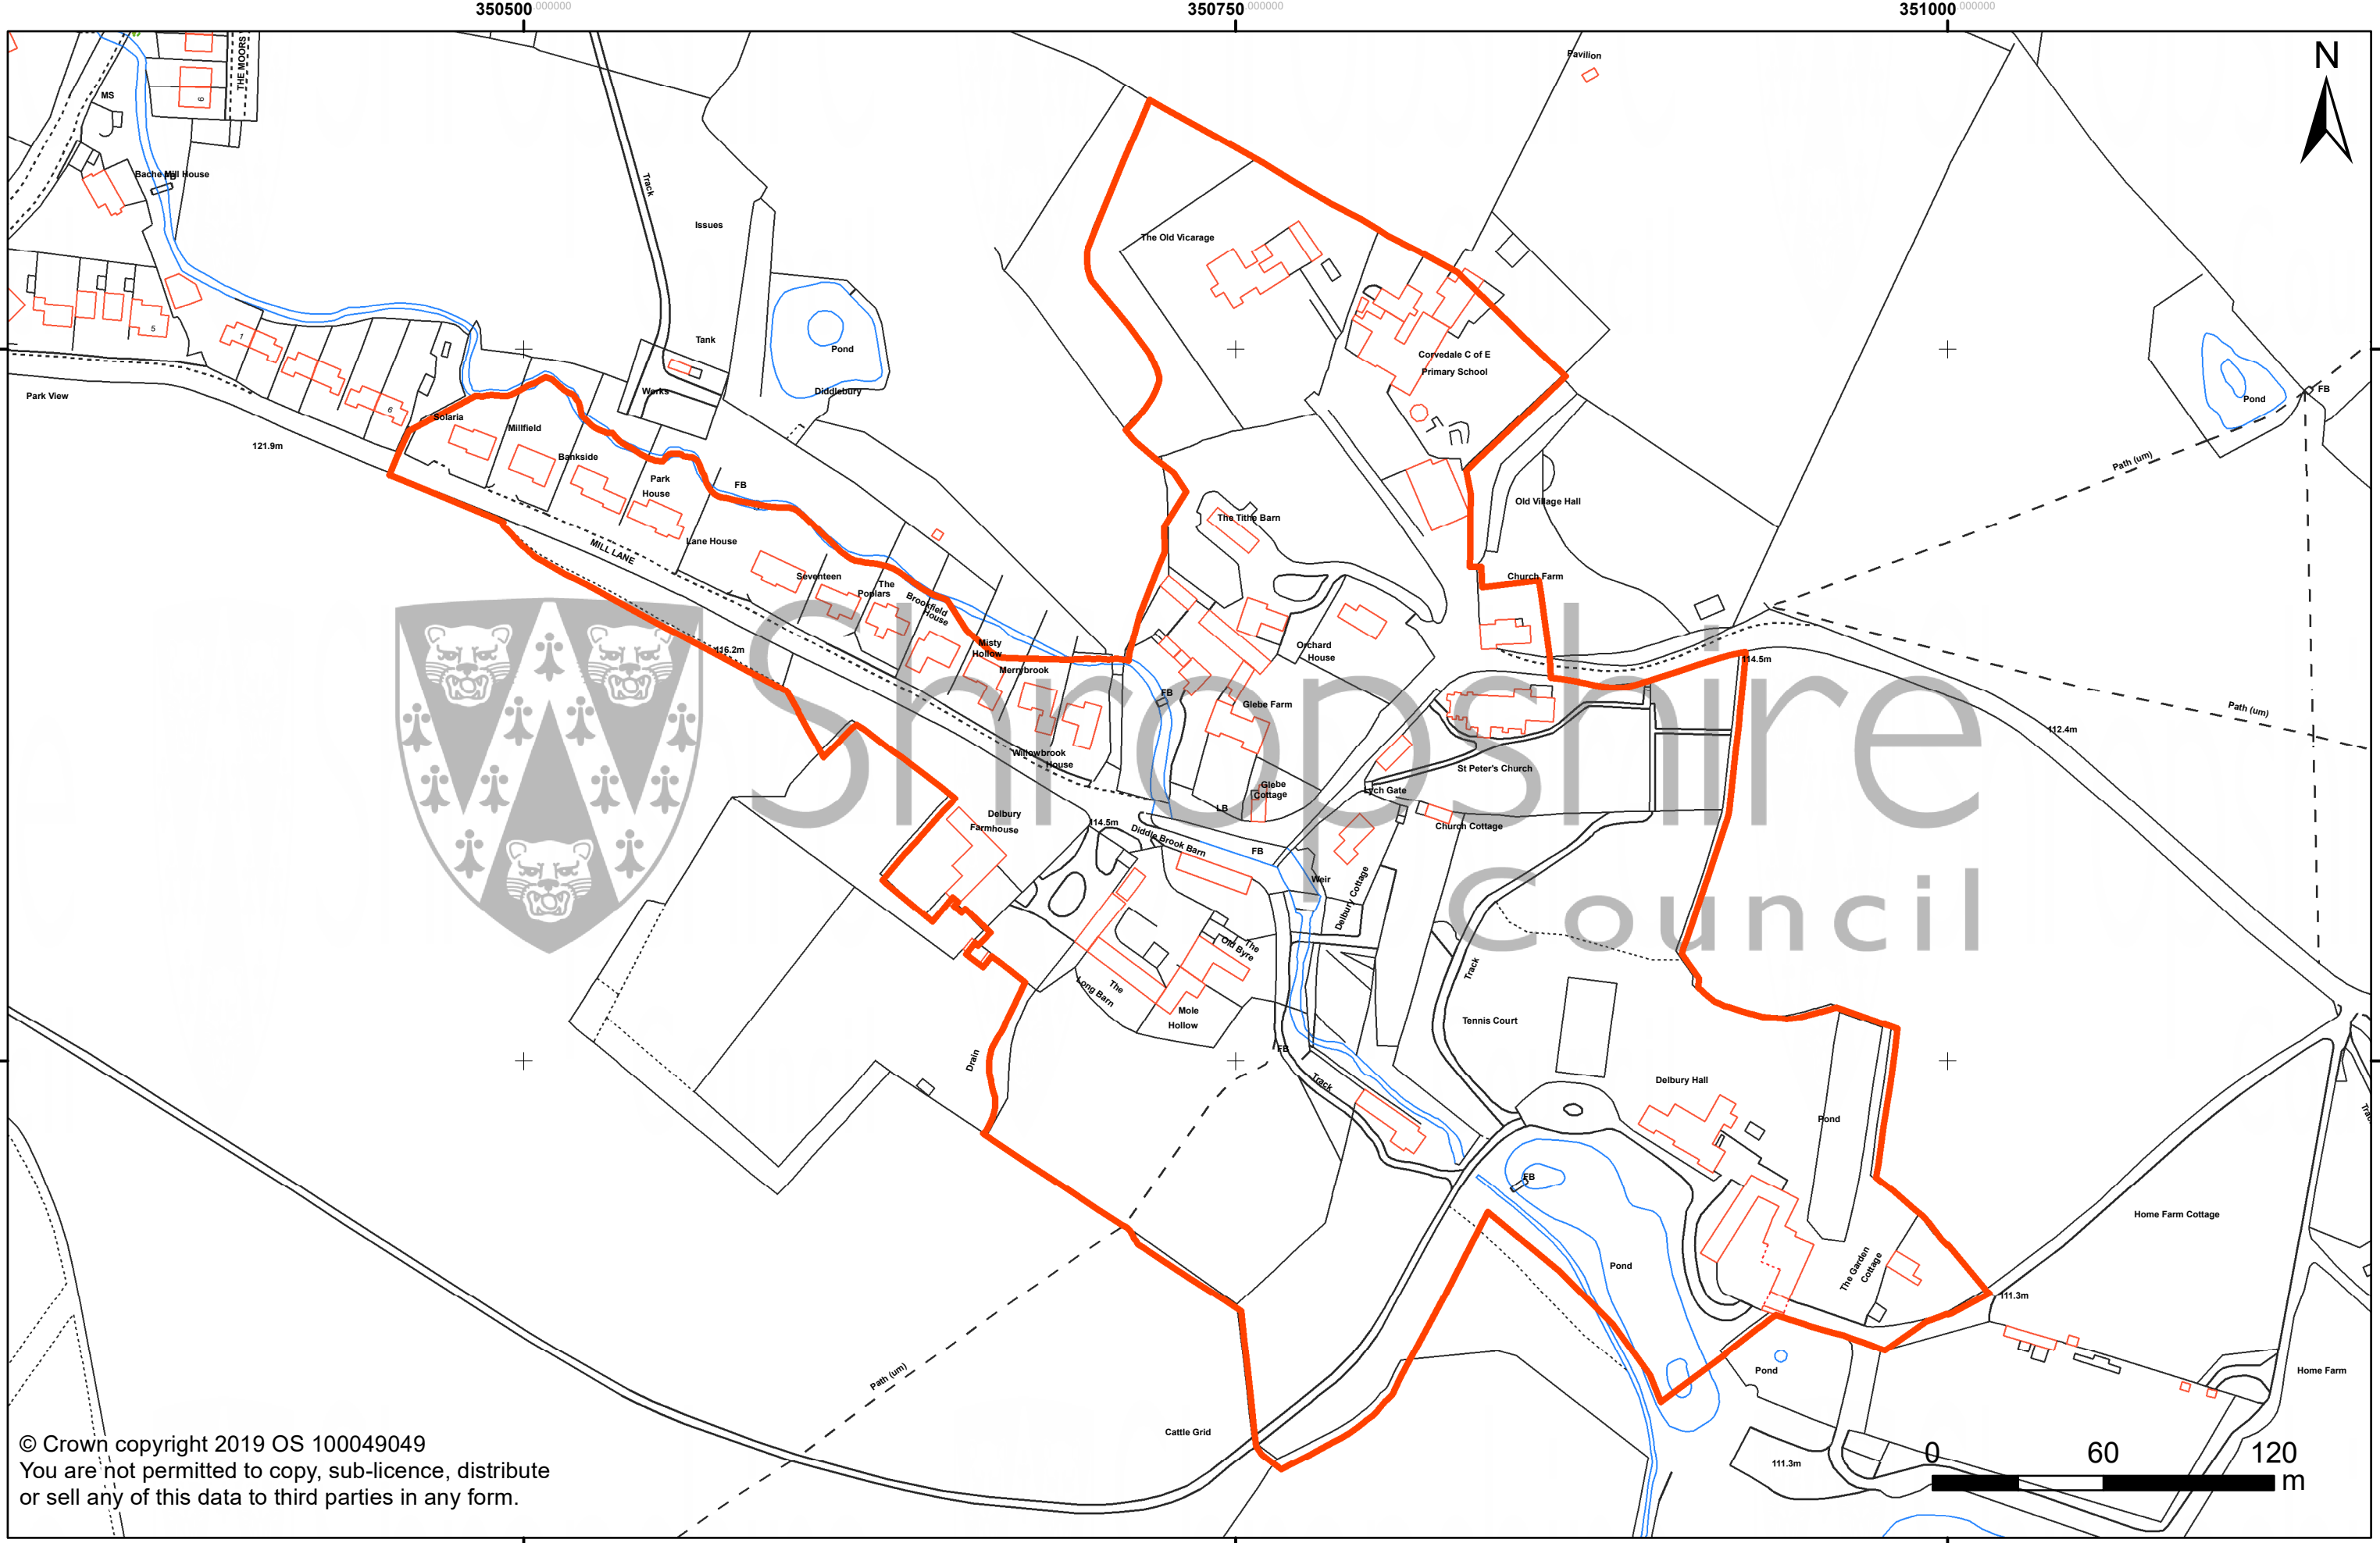 350500.000000
350750.000000
351000.000000
N
Pavilion
THE MOORS
9
MS
Bache Mill House
FB
Track
Issues
The Old Vicarage
5
1
6
Tank
Pond
Corvedale C of E
Primary School
Park View
Works
Diddlebury
Pond
FB
Solaria
Millfield
121.9m
Bankside
Path (um)
Park
House
FB
Old Village Hall
The Tithe Barn
Lane House
MILL LANE
Seventeen
The
Poplars
Church Farm
Brookfield
House
Misty
Hollow
Orchard
House
116.2m
114.5m
Merrybrook
FB
Glebe Farm
Path (um)
112.4m
Willowbrook
House
St Peter's Church
Glebe
Cottage
Lych Gate
LB
Delbury
Farmhouse
114.5m
Church Cottage
Diddle Brook Barn
FB
Weir
Delbury Cottage
Shropshire
Council
The
Old Byre
Track
The
Long Barn
Mole
Hollow
Tennis Court
FB
Drain
Track
Delbury Hall
Pond
FB
Home Farm Cottage
Pond
The Garden
Cottage
111.3m
Path (um)
Pond
Home Farm
Cattle Grid
111.3m
0 60 120
m
© Crown copyright 2019 OS 100049049
You are not permitted to copy, sub-licence, distribute
or sell any of this data to third parties in any form.